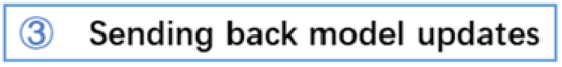 ③ Sending back model updates